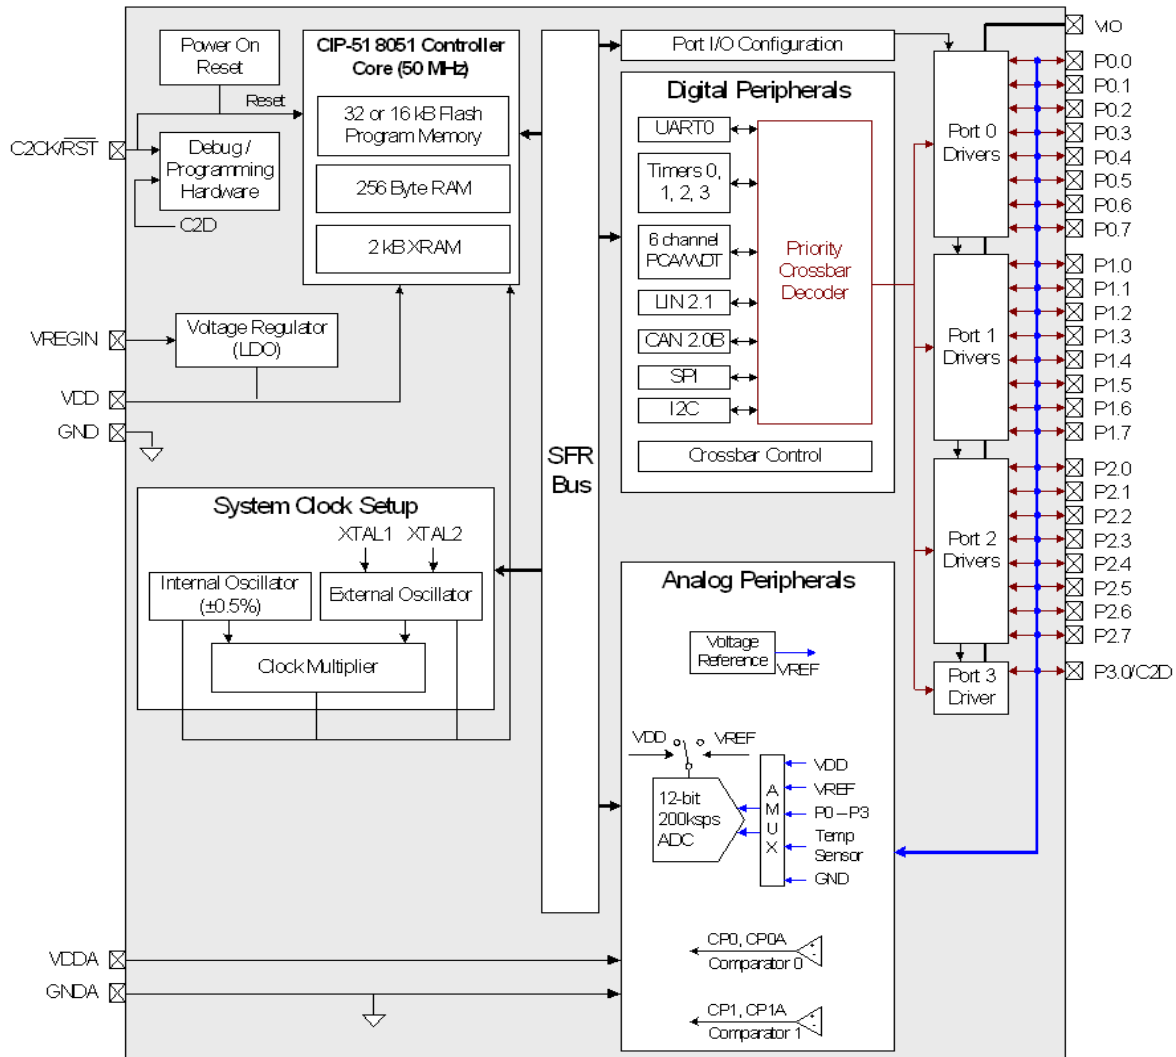 Power On
Reset
Reset
C2CK/RST
Debug /
Programming
Hardware
C2D
CIP-51 8051 Controller
Core (50 MHz)
32 or 16 kB Flash
Program Memory
256 Byte RAM
2 kB XRAM
VREGIN
Voltage Regulator
(LDO)
VDD
GND
System Clock Setup
XTAL1
XTAL2
Internal Oscillator
(±0.5%)
External Oscillator
Clock Multiplier
VDDA
GNDA
SFR
Bus
Port I/O Configuration
Digital Peripherals
UART0
Timers 0,
1, 2, 3
6 channel
PCA/WDT
LIN 2.1
CAN 2.0B
SPI
I2C
Priority
Crossbar
Decoder
Crossbar Control
Analog Peripherals
Voltage
Reference
VREF
VDD
VREF
12-bit
200ksps
ADC
A
M
U
X
VDD
VREF
P0 – P3
Temp
Sensor
GND
CP0, CP0A
Comparator 0
CP1, CP1A
Comparator 1
Port 0
Drivers
Port 1
Drivers
Port 2
Drivers
Port 3
Driver
VIO
P0.0
P0.1
P0.2
P0.3
P0.4
P0.5
P0.6
P0.7
P1.0
P1.1
P1.2
P1.3
P1.4
P1.5
P1.6
P1.7
P2.0
P2.1
P2.2
P2.3
P2.4
P2.5
P2.6
P2.7
P3.0/C2D